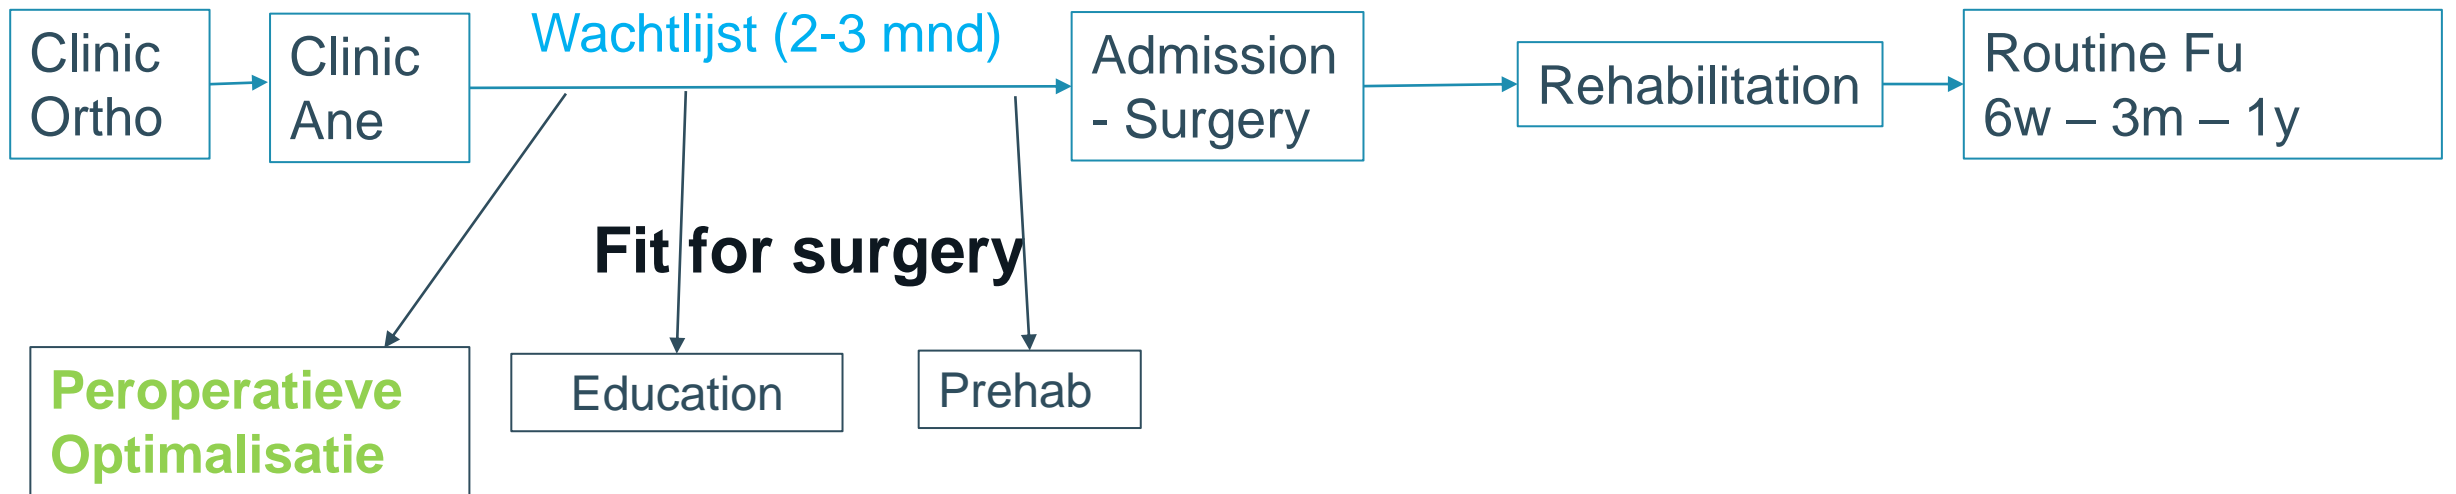 Clinic
Ortho
Clinic
Ane
Wachtlijst (2-3 mnd)
Admission
- Surgery
Rehabilitation
Routine Fu
6w – 3m – 1y
Fit for surgery
Peroperatieve
Optimalisatie
Education
Prehab